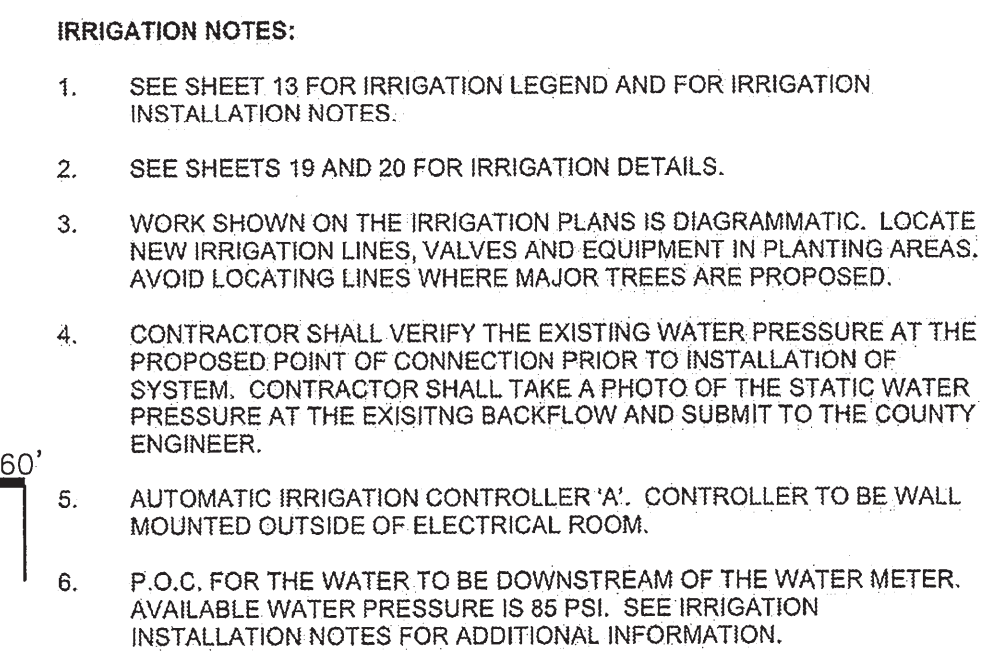 IRRIGATION NOTES:
1. SEE SHEET 13 FOR IRRIGATION LEGEND AND FOR IRRIGATION
INSTALLATION NOTES.
2. SEE SHEETS 19 AND 20 FOR IRRIGATION DETAILS.
3. WORK SHOWN ON THE IRRIGATION PLANS IS DIAGRAMMATIC. LOCATE
NEW IRRIGATION LINES, VALVES AND EQUIPMENT IN PLANTING AREAS.
AVOID LOCATING LINES WHERE MAJOR TREES ARE PROPOSED.
4. CONTRACTOR SHALL VERIFY THE EXISTING WATER PRESSURE AT THE
PROPOSED POINT OF CONNECTION PRIOR TO INSTALLATION OF
SYSTEM. CONTRACTOR SHALL TAKE A PHOTO OF THE STATIC WATER
PRESSURE AT THE EXISITNG BACKFLOW AND SUBMIT TO THE COUNTY
ENGINEER.
60'
5. AUTOMATIC IRRIGATION CONTROLLER 'A'. CONTROLLER TO BE WALL
MOUNTED OUTSIDE OF ELECTRICAL ROOM.
6. P.O.C. FOR THE WATER TO BE DOWNSTREAM OF THE WATER METER.
AVAILABLE WATER PRESSURE IS 85 PSI. SEE IRRIGATION
INSTALLATION NOTES FOR ADDITIONAL INFORMATION.